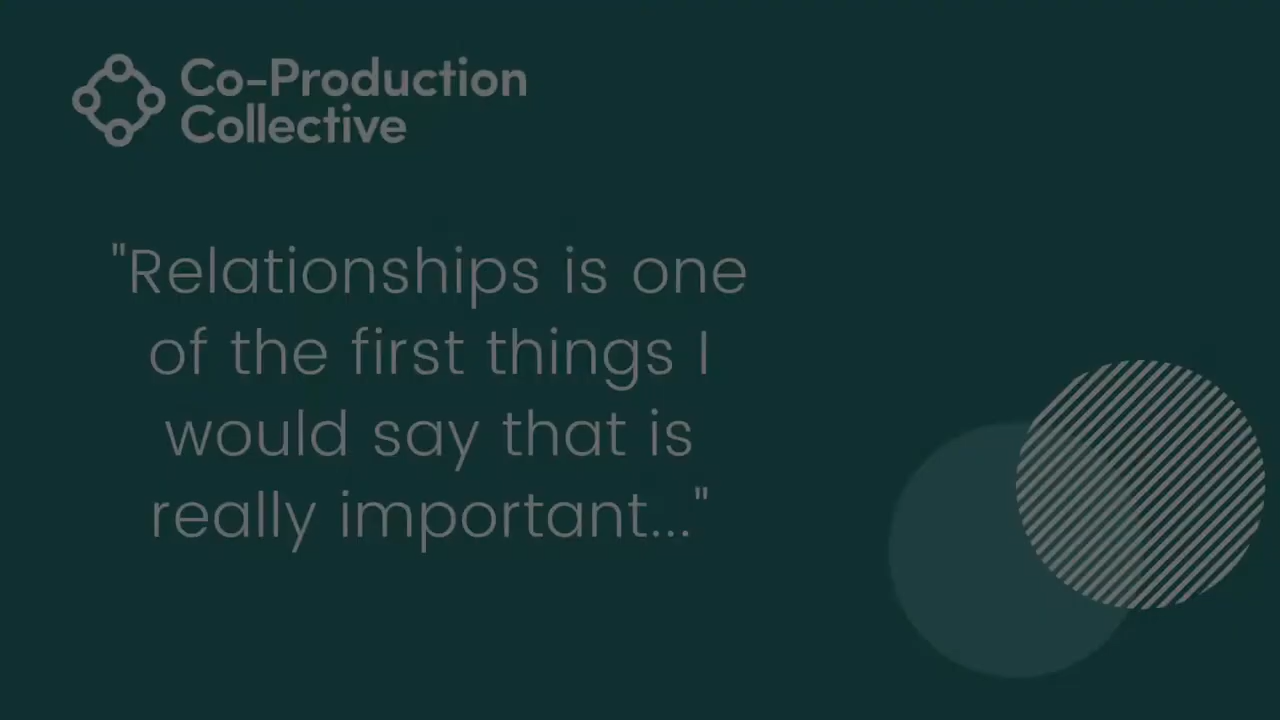 Co-Production
Collective
"Relationships is one
of the first things I
would say that is
really important..."